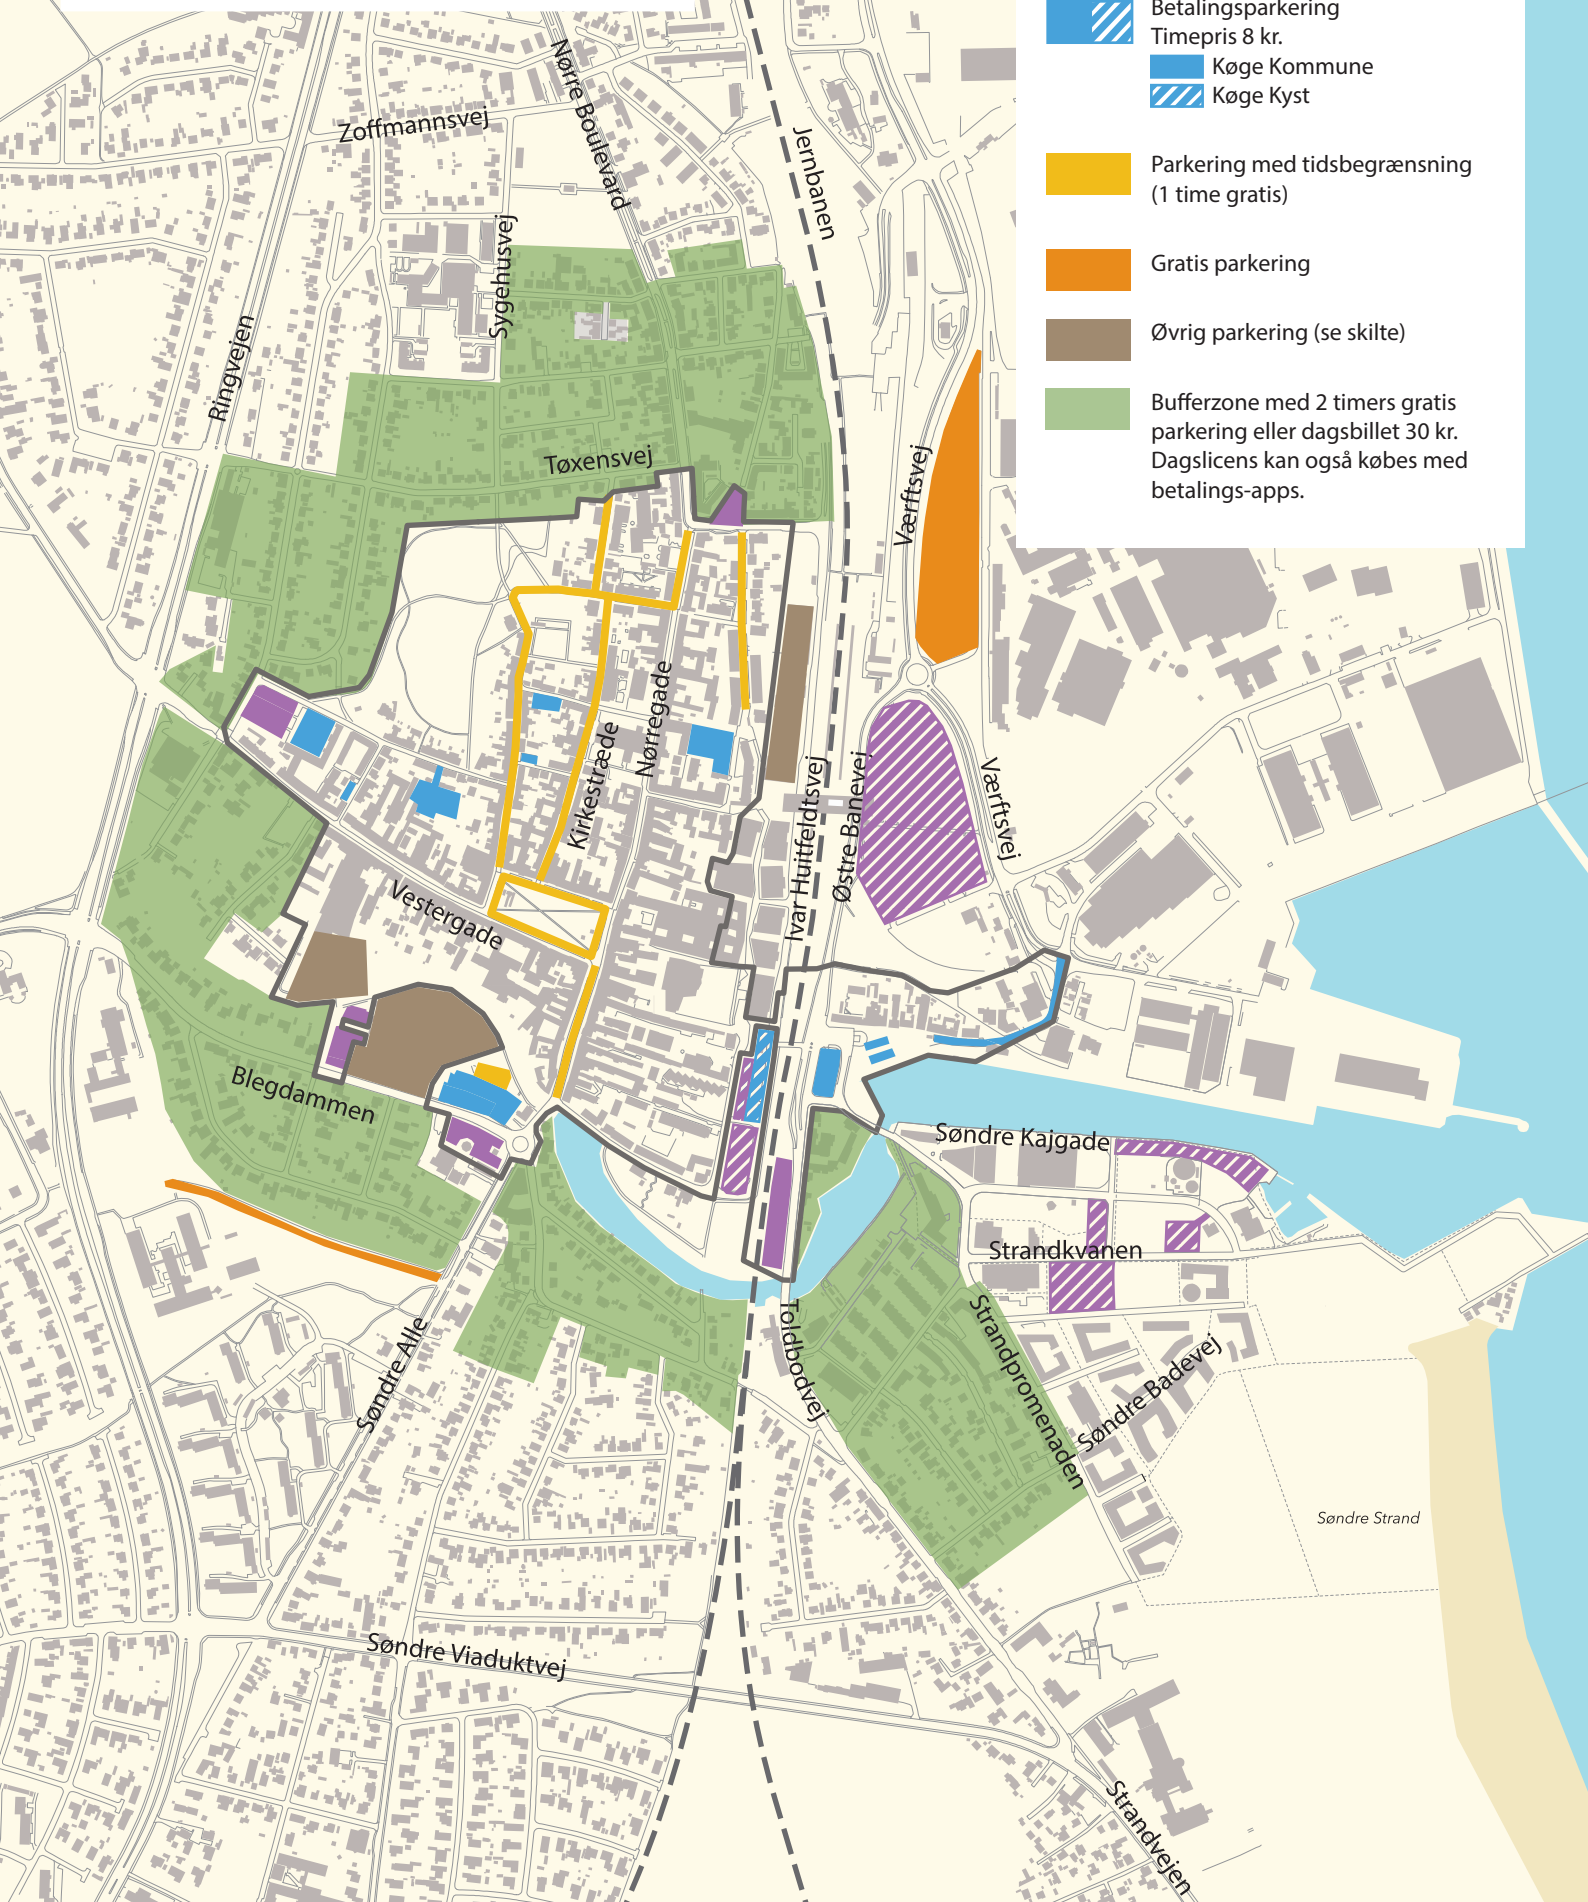 Betalingsparkering
Timepris 8 kr.
Køge Kommune
Køge Kyst
Parkering med tidsbegrænsning
(1 time gratis)
Gratis parkering
Øvrig parkering (se skilte)
Bufferzone med 2 timers gratis
parkering eller dagsbillet 30 kr.
Dagslicens kan også købes med
betalings-apps.
Nørre Boulevard
Zoffmannsvej
Jernbanen
Sygehusvej
Ringvejen
Tøxensvej
Værftsvej
Nørregade
Kirkestræde
Ivar Huitfeldtsvej
Østre Banevej
Værftsvej
Vestergade
Blegdammen
Søndre Kajgade
Strandkvanen
Søndre Alle
Toldbodvej
Strandpromenaden
Søndre Badevej
Søndre Strand
Søndre Viaduktvej
Strandvejen